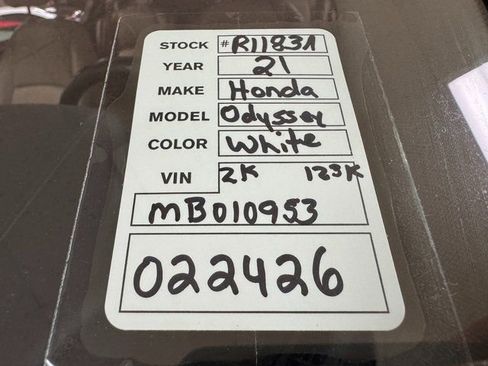 STOCK #R11831
YEAR 21
MAKE Honda
MODEL Odyssey
COLOR White
VIN 2K 123K
MB010953
022426